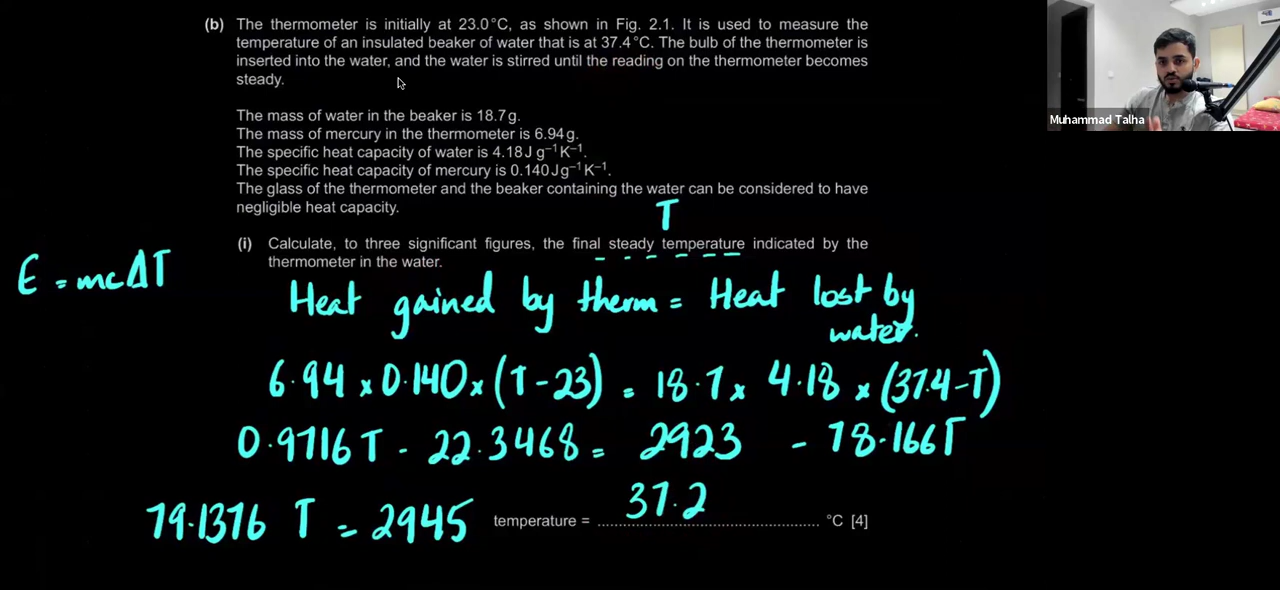 (b) The thermometer is initially at 23.0°C, as shown in Fig. 2.1. It is used to measure the
temperature of an insulated beaker of water that is at 37.4°C. The bulb of the thermometer is
inserted into the water, and the water is stirred until the reading on the thermometer becomes
steady.
Muhammad Talha
The mass of water in the beaker is 18.7g.
The mass of mercury in the thermometer is 6.94g.
The specific heat capacity of water is 4.18Jg⁻¹K⁻¹.
The specific heat capacity of mercury is 0.140Jg⁻¹K⁻¹.
The glass of the thermometer and the beaker containing the water can be considered to have
negligible heat capacity.
T
(i) Calculate, to three significant figures, the final steady temperature indicated by the
thermometer in the water.
E = mcΔT
Heat gained by therm = Heat lost by
water.
6.94 x 0.140 x (T-23) = 18.7 x 4.18 x (37.4-T)
0.9716T - 22.3468 = 2923 - 78.166T
79.1376 T = 2945
temperature = ........ 37.2 ........ °C [4]